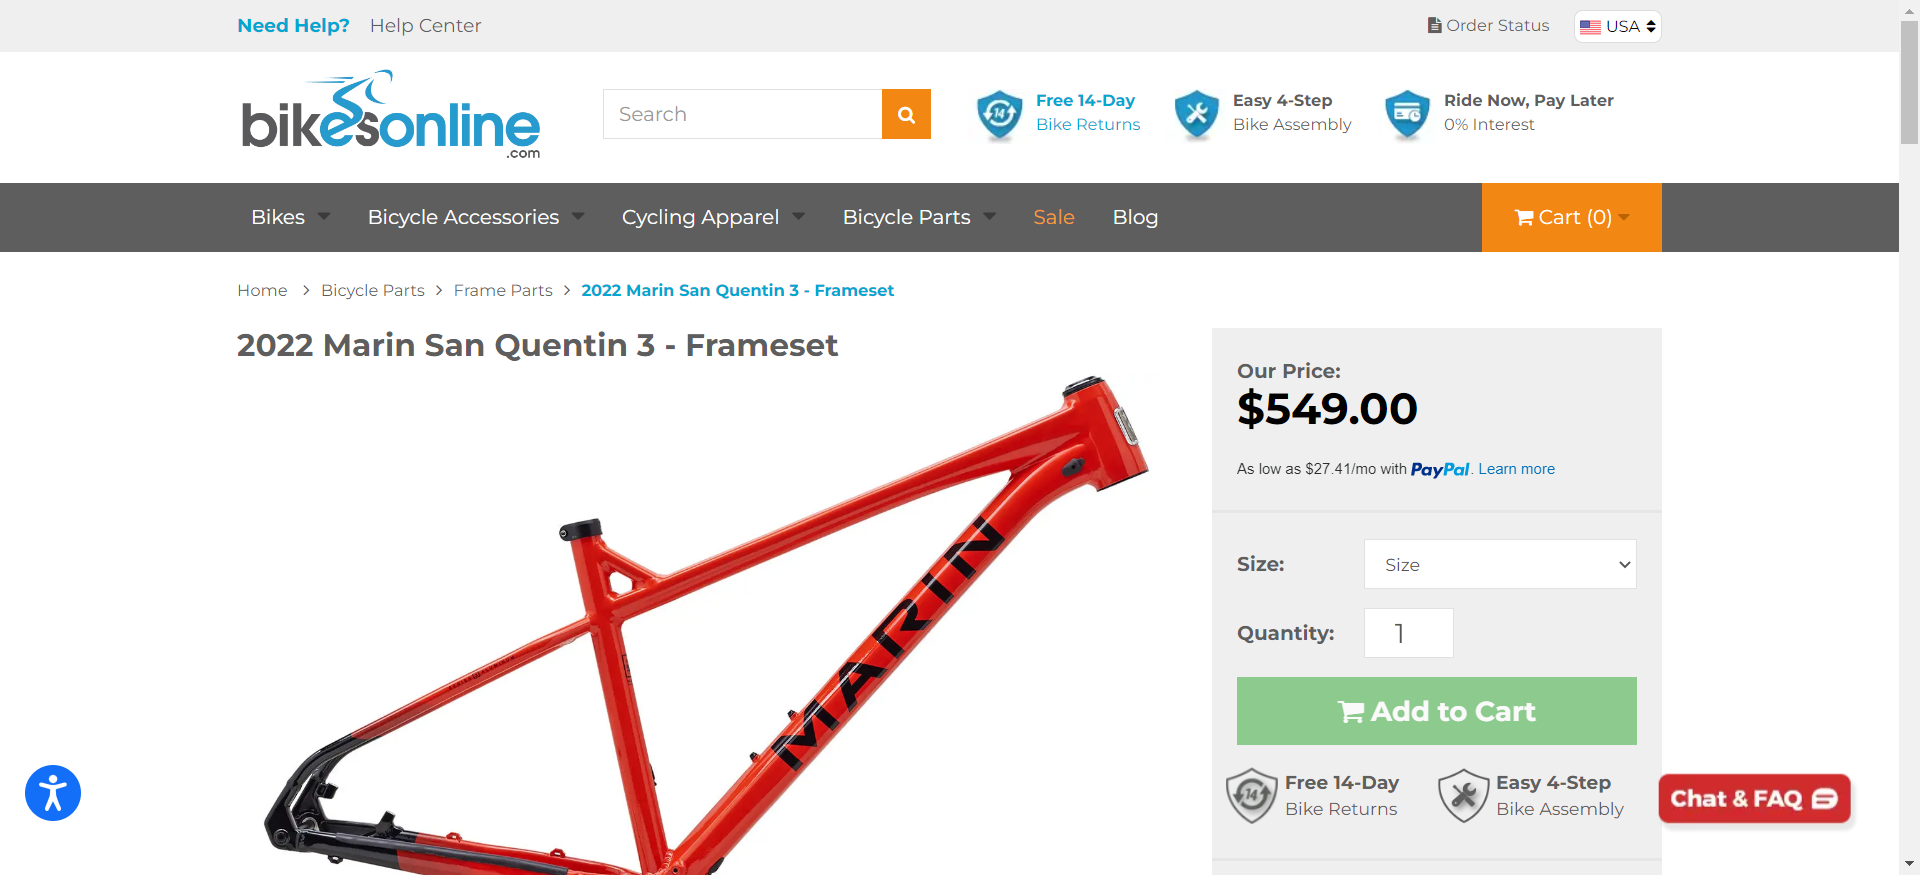 Need Help? Help Center
Order Status USA
bikesonline
.com
Search
Free 14-Day
Bike Returns
Easy 4-Step
Bike Assembly
Ride Now, Pay Later
0% Interest
Bikes Bicycle Accessories Cycling Apparel Bicycle Parts Sale Blog Cart (0)
Home > Bicycle Parts > Frame Parts > 2022 Marin San Quentin 3 - Frameset
2022 Marin San Quentin 3 - Frameset
MARIN
Our Price:
$549.00
As low as $27.41/mo with PayPal. Learn more
Size: Size
Quantity: 1
Add to Cart
14
Free 14-Day
Bike Returns
Easy 4-Step
Bike Assembly
Chat & FAQ